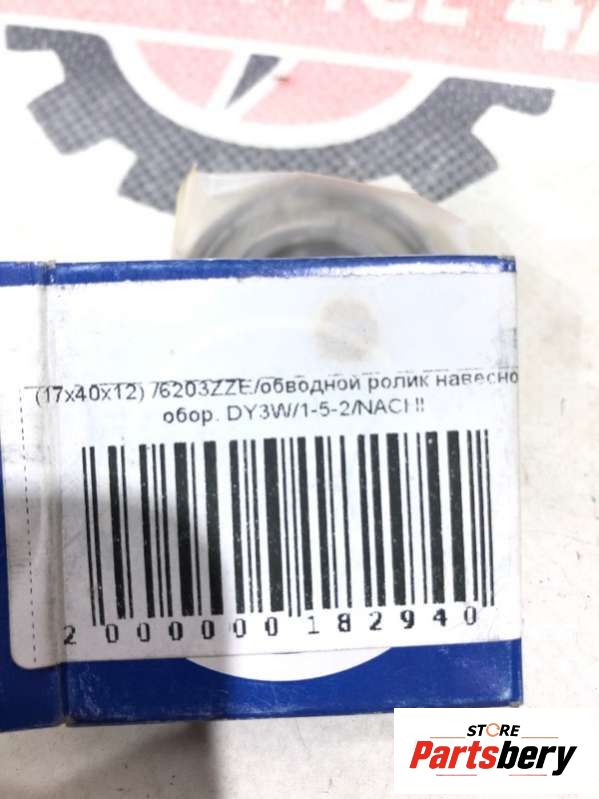 (17x40x12) /6203ZZE/обводной ролик навесно
обор. DY3W/1-5-2/NACHI!
2000000182940
STORE
Partsbery